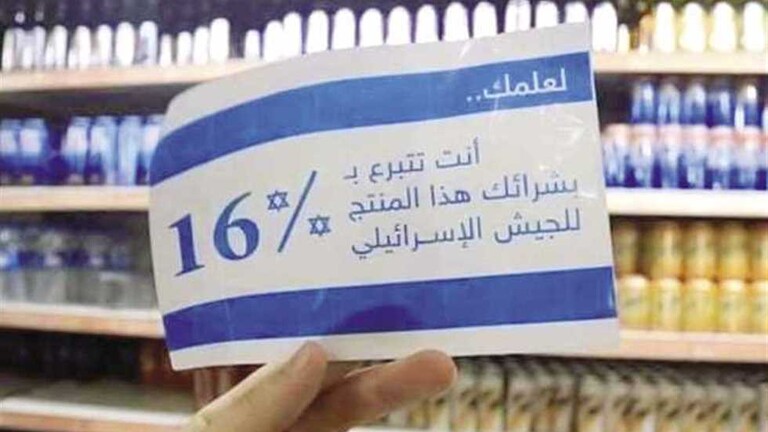 لعلمك..
أنت تتبرع بـ
16%
بشرائك هذا المنتج
للجيش الإسرائيلي